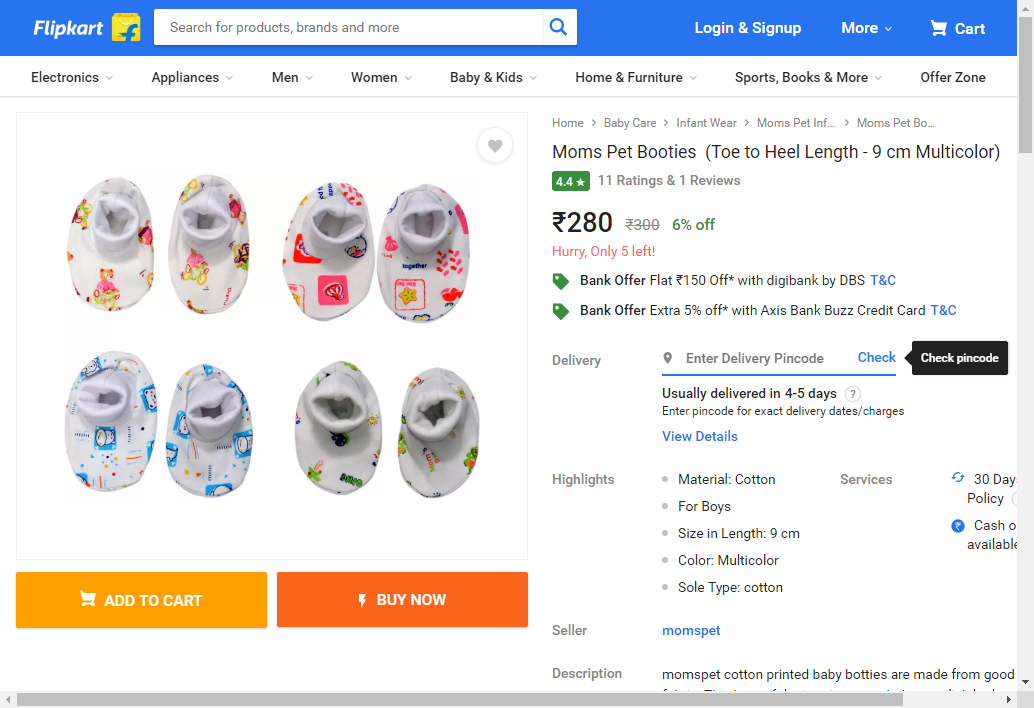 Flipkart
Search for products, brands and more
Login & Signup
More
Cart
Electronics
Appliances
Men
Women
Baby & Kids
Home & Furniture
Sports, Books & More
Offer Zone
Home
Baby Care
Infant Wear
Moms Pet Inf...
Moms Pet Bo...
Moms Pet Booties (Toe to Heel Length - 9 cm Multicolor)
4.4 ★ 11 Ratings & 1 Reviews
₹280 ₹300 6% off
Hurry, Only 5 left!
Bank Offer Flat ₹150 Off* with digibank by DBS T&C
Bank Offer Extra 5% off* with Axis Bank Buzz Credit Card T&C
Delivery
Enter Delivery Pincode
Check
Check pincode
Usually delivered in 4-5 days ?
Enter pincode for exact delivery dates/charges
View Details
Highlights
Material: Cotton
For Boys
Size in Length: 9 cm
Color: Multicolor
Sole Type: cotton
Services
30 Day
Policy
Cash o
available
together
ADD TO CART
BUY NOW
Seller
momspet
Description
momspet cotton printed baby botties are made from good